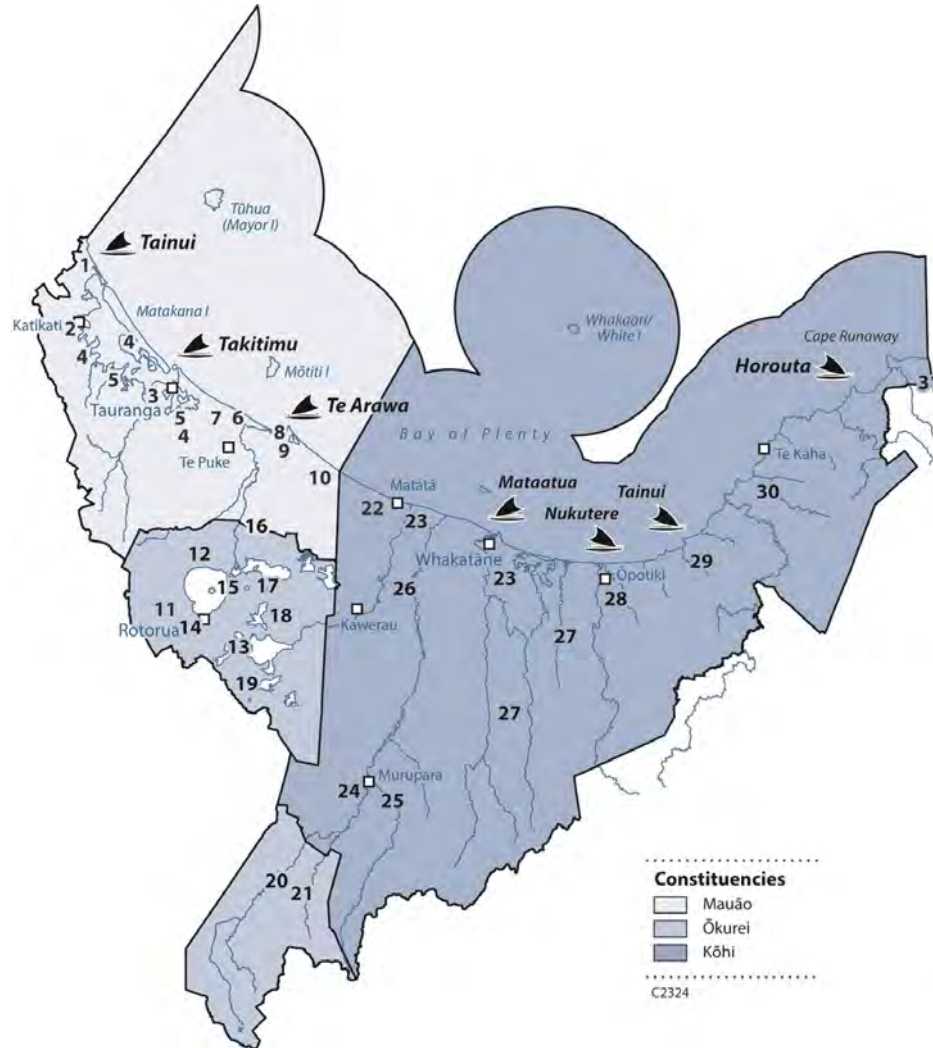 Tūhua
(Mayor I)
Tainui
1
Matakana I
Katikati
2
4
4
Takitimu
Mōtiti I
5
3
Tauranga
5
4
7
6
Te Arawa
8
9
Te Puke
10
Whakaari/
White I
Cape Runaway
Horouta
31
Bay of Plenty
Te Kaha
30
Matatā
22
23
Mataatua
Tainui
Nukutere
Whakatāne
23
29
Ōpōtiki
28
16
12
15
17
11
18
14
Rotorua
13
19
26
Kawerau
27
27
24
Murupara
25
20
21
Constituencies
Mauāo
Ōkurei
Kōhi
C2324